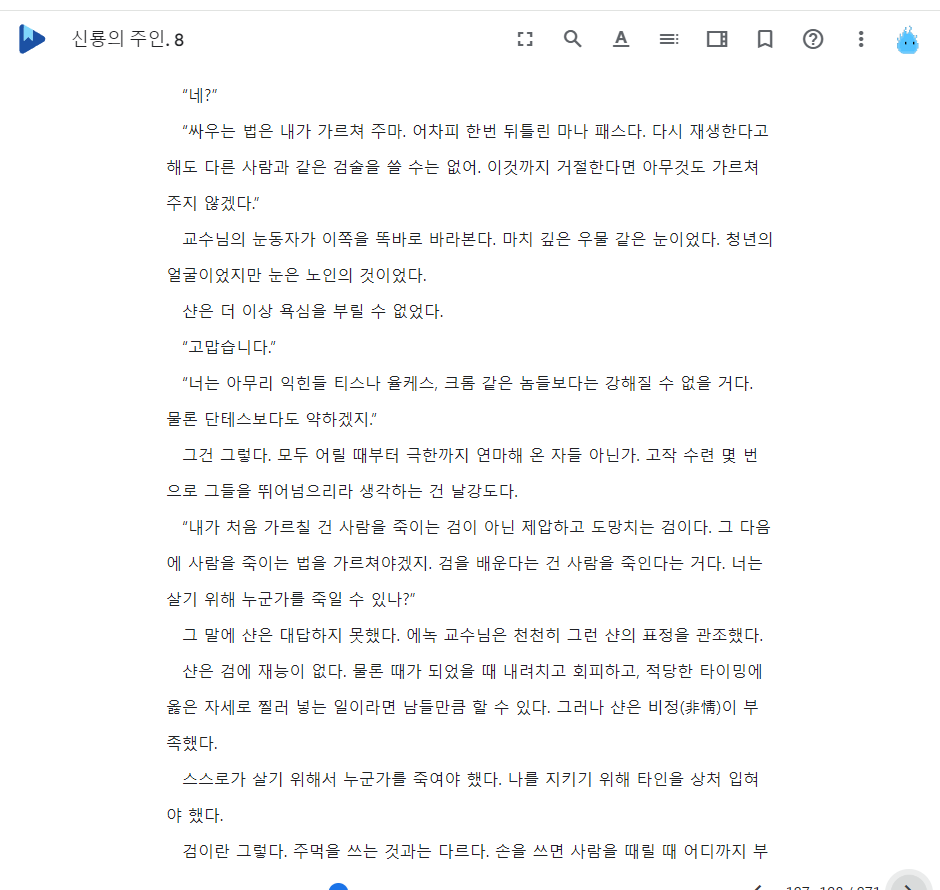 신룡의 주인. 8
“네?”
“싸우는 법은 내가 가르쳐 주마. 어차피 한번 뒤틀린 마나 패스다. 다시 재생한다고
해도 다른 사람과 같은 검술을 쓸 수는 없어. 이것까지 거절한다면 아무것도 가르쳐
주지 않겠다.”
교수님의 눈동자가 이쪽을 똑바로 바라본다. 마치 깊은 우물 같은 눈이었다. 청년의
얼굴이었지만 눈은 노인의 것이었다.
샨은 더 이상 욕심을 부릴 수 없었다.
“고맙습니다.”
“너는 아무리 익힌들 티스나 율케스, 크롬 같은 놈들보다는 강해질 수 없을 거다.
물론 단테스보다도 약하겠지.”
그건 그렇다. 모두 어릴 때부터 극한까지 연마해 온 자들 아닌가. 고작 수련 몇 번
으로 그들을 뛰어넘으리라 생각하는 건 날강도다.
“내가 처음 가르칠 건 사람을 죽이는 검이 아닌 제압하고 도망치는 검이다. 그 다음
에 사람을 죽이는 법을 가르쳐야겠지. 검을 배운다는 건 사람을 죽인다는 거다. 너는
살기 위해 누군가를 죽일 수 있나?”
그 말에 샨은 대답하지 못했다. 에녹 교수님은 천천히 그런 샨의 표정을 관조했다.
샨은 검에 재능이 없다. 물론 때가 되었을 때 내려치고 회피하고, 적당한 타이밍에
옳은 자세로 찔러 넣는 일이라면 남들만큼 할 수 있다. 그러나 샨은 비정(非情)이 부
족했다.
스스로가 살기 위해서 누군가를 죽여야 했다. 나를 지키기 위해 타인을 상처 입혀
야 했다.
검이란 그렇다. 주먹을 쓰는 것과는 다르다. 손을 쓰면 사람을 때릴 때 어디까지 부